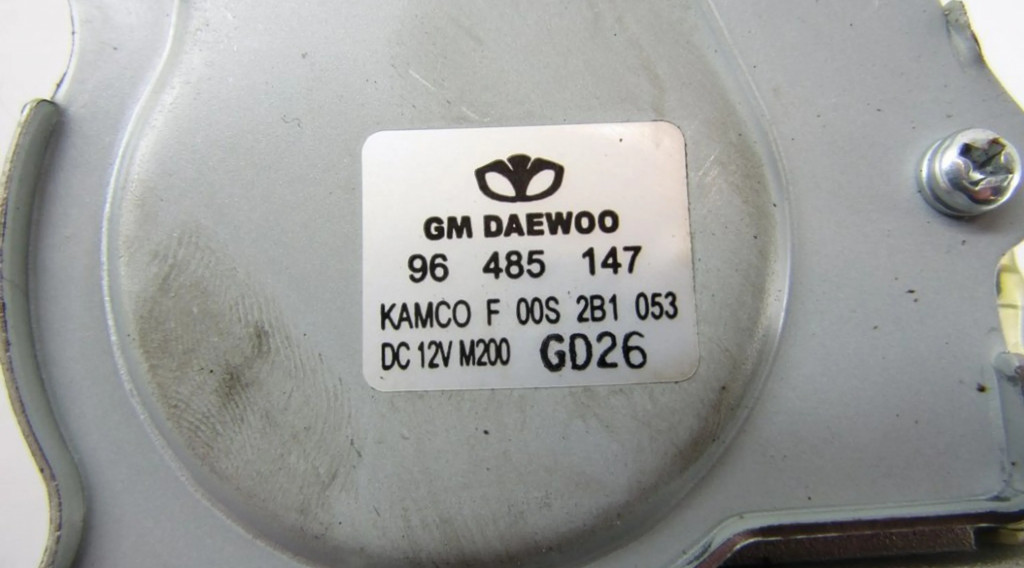 GM DAEWOO
96 485 147
KAMCO F 00S 2B1 053
DC 12V M200 GD26